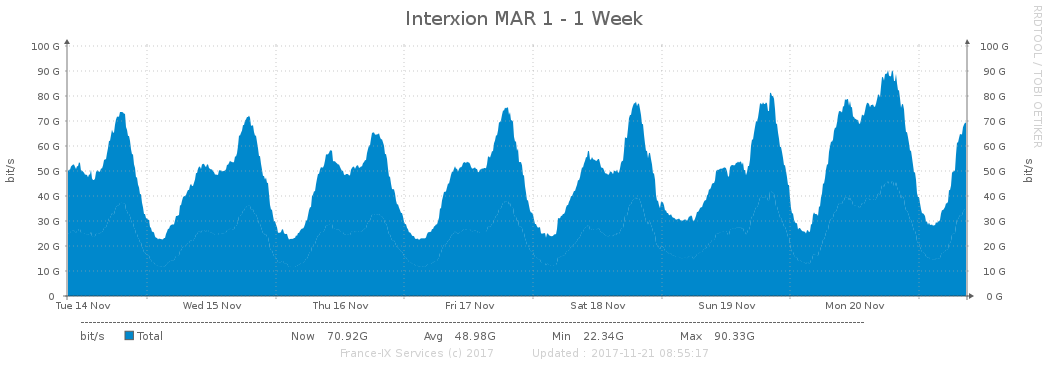 Interxion MAR 1 - 1 Week
RRDTOOL / TOBI OETIKER
bit/s
bit/s
100 G 100 G
90 G 90 G
80 G 80 G
70 G 70 G
60 G 60 G
50 G 50 G
40 G 40 G
30 G 30 G
20 G 20 G
10 G 10 G
0 0 G
Tue 14 Nov Wed 15 Nov Thu 16 Nov Fri 17 Nov Sat 18 Nov Sun 19 Nov Mon 20 Nov
bit/s Total Now 70.92G Avg 48.98G Min 22.34G Max 90.33G
France-IX Services (c) 2017 Updated : 2017-11-21 08:55:17